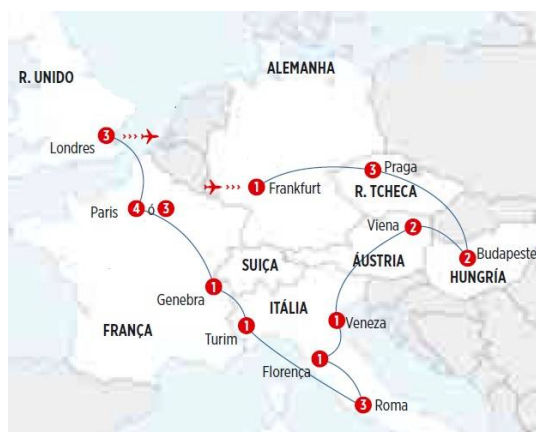 R. UNIDO
ALEMANHA
3
Londres
1
Frankfurt
3
Praga
R. TCHECA
Paris
4 ó 3
Viena
2
Budapeste
2
HUNGRÍA
SUIÇA
ÁUSTRIA
Genebra
1
ITÁLIA
1
Veneza
FRANÇA
Turim
1
Florença
1
3
Roma